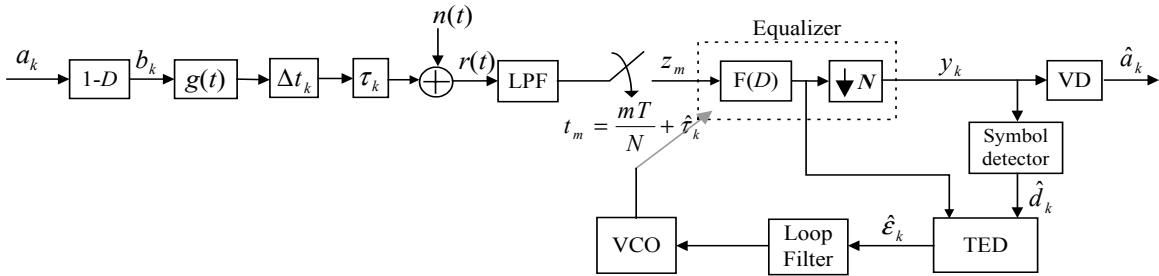 n(t)
Equalizer
a_k
1-D
b_k
g(t)
Δt_k
τ_k
r(t)
LPF
z_m
F(D)
↓ N
y_k
VD
â_k
t_m = mT/N + τ̂_k
Symbol
detector
d̂_k
VCO
Loop
Filter
ε̂_k
TED